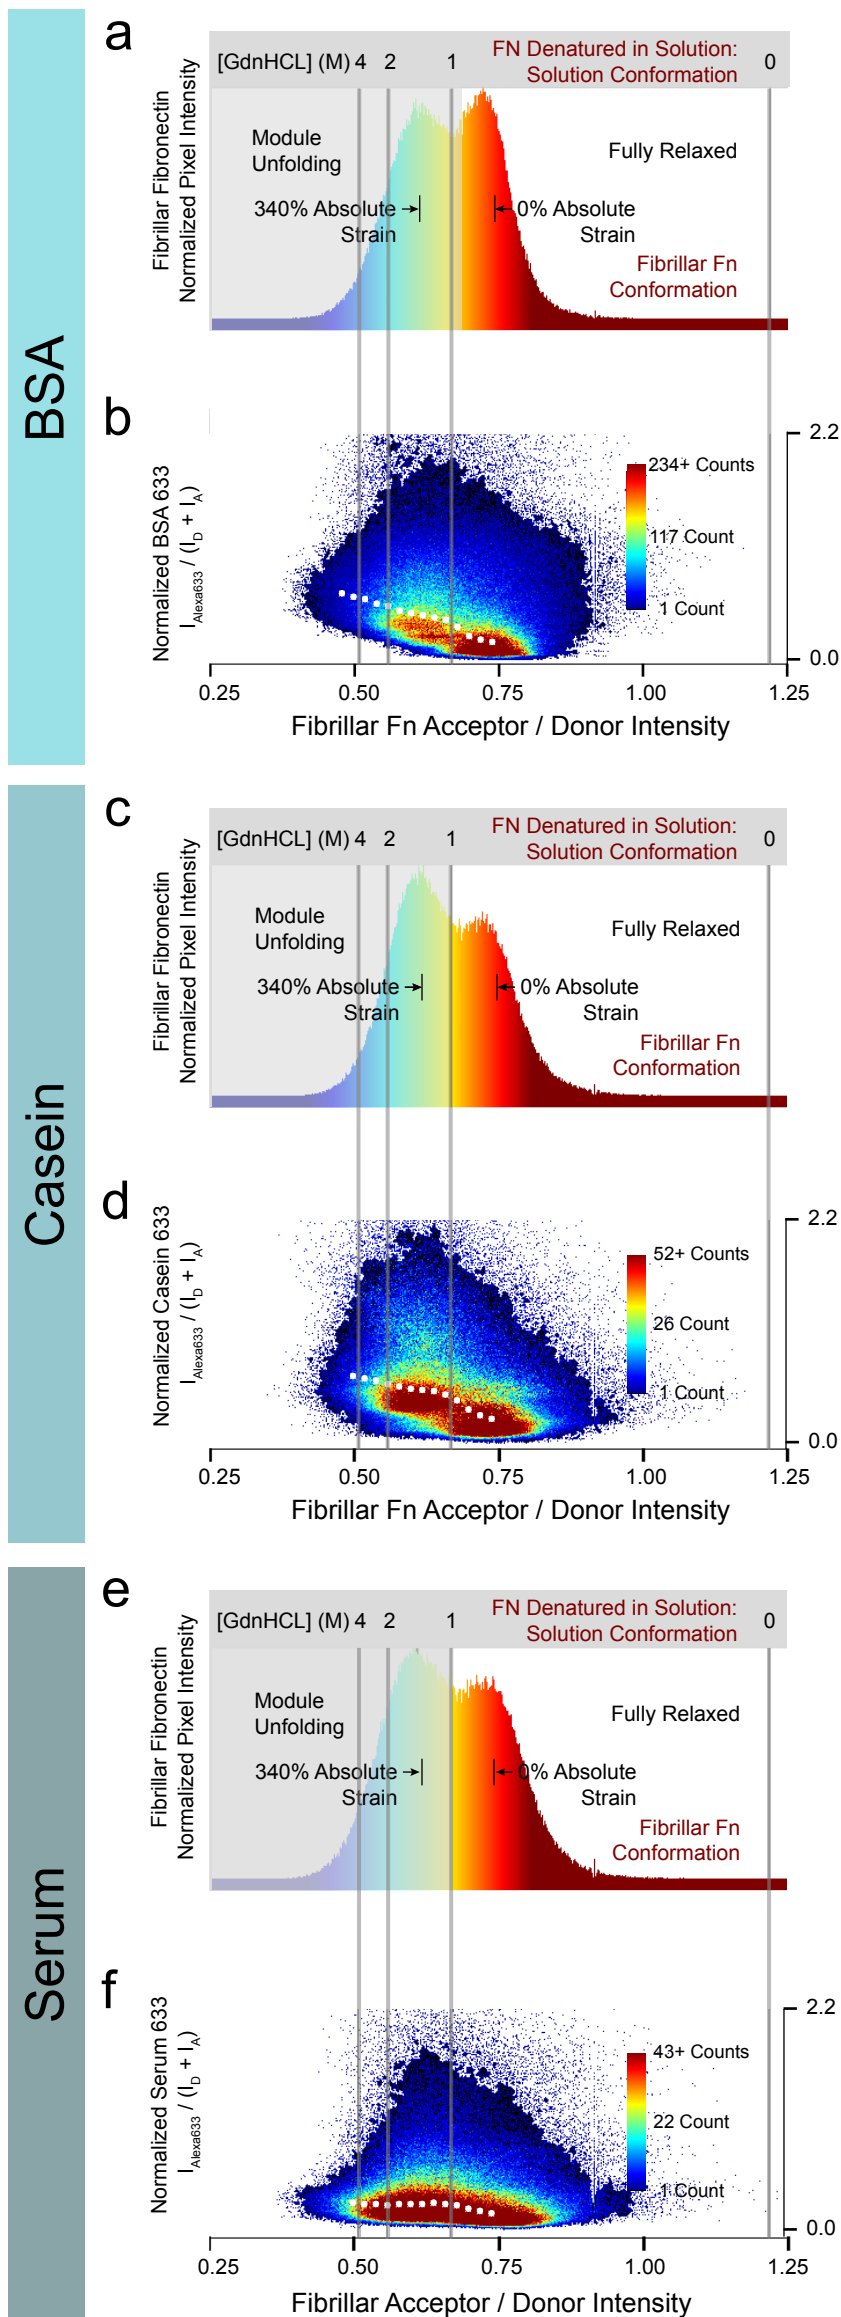 BSA
a
[GdnHCL] (M) 4 2 1 0
FN Denatured in Solution:
Solution Conformation
Fibrillar Fibronectin
Normalized Pixel Intensity
Module
Unfolding
Fully Relaxed
340% Absolute
Strain
0% Absolute
Strain
Fibrillar Fn
Conformation
b
Normalized BSA 633
I_Alexa633 / (I_D + I_A)
2.2
234+ Counts
117 Count
1 Count
0.0
0.25 0.50 0.75 1.00 1.25
Fibrillar Fn Acceptor / Donor Intensity
Casein
c
[GdnHCL] (M) 4 2 1 0
FN Denatured in Solution:
Solution Conformation
Fibrillar Fibronectin
Normalized Pixel Intensity
Module
Unfolding
Fully Relaxed
340% Absolute
Strain
0% Absolute
Strain
Fibrillar Fn
Conformation
d
Normalized Casein 633
I_Alexa633 / (I_D + I_A)
2.2
52+ Counts
26 Count
1 Count
0.0
0.25 0.50 0.75 1.00 1.25
Fibrillar Fn Acceptor / Donor Intensity
Serum
e
[GdnHCL] (M) 4 2 1 0
FN Denatured in Solution:
Solution Conformation
Fibrillar Fibronectin
Normalized Pixel Intensity
Module
Unfolding
Fully Relaxed
340% Absolute
Strain
0% Absolute
Strain
Fibrillar Fn
Conformation
f
Normalized Serum 633
I_Alexa633 / (I_D + I_A)
2.2
43+ Counts
22 Count
1 Count
0.0
0.25 0.50 0.75 1.00 1.25
Fibrillar Acceptor / Donor Intensity